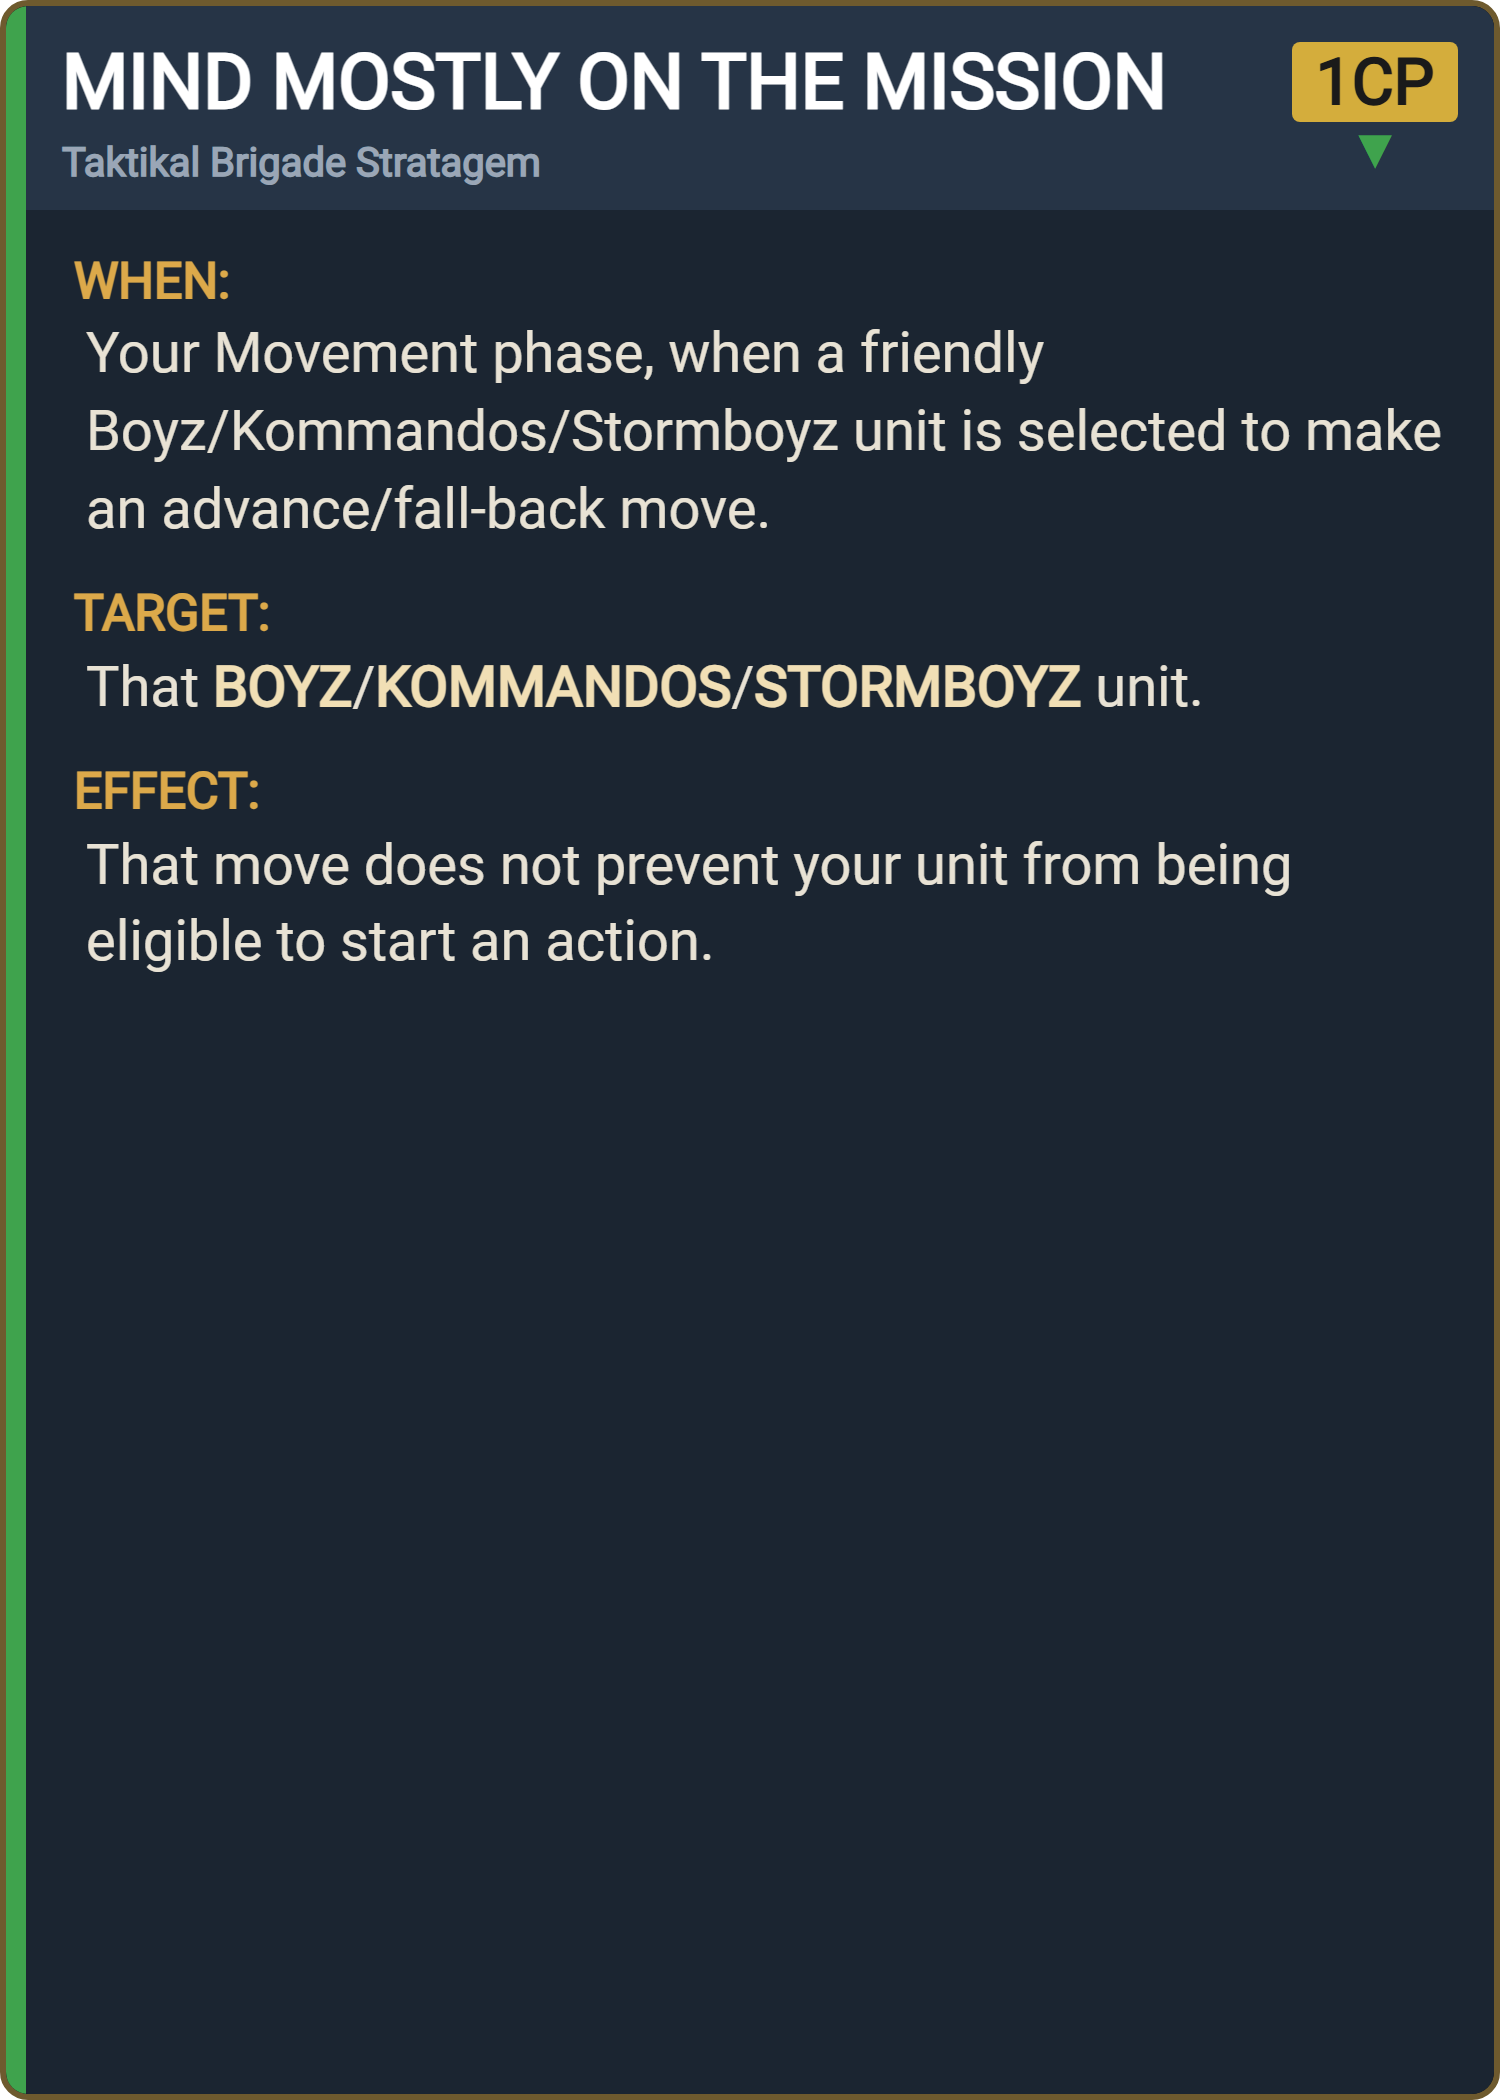 MIND MOSTLY ON THE MISSION
1CP
Taktikal Brigade Stratagem
WHEN:
Your Movement phase, when a friendly
Boyz/Kommandos/Stormboyz unit is selected to make
an advance/fall-back move.
TARGET:
That BOYZ/KOMMANDOS/STORMBOYZ unit.
EFFECT:
That move does not prevent your unit from being
eligible to start an action.